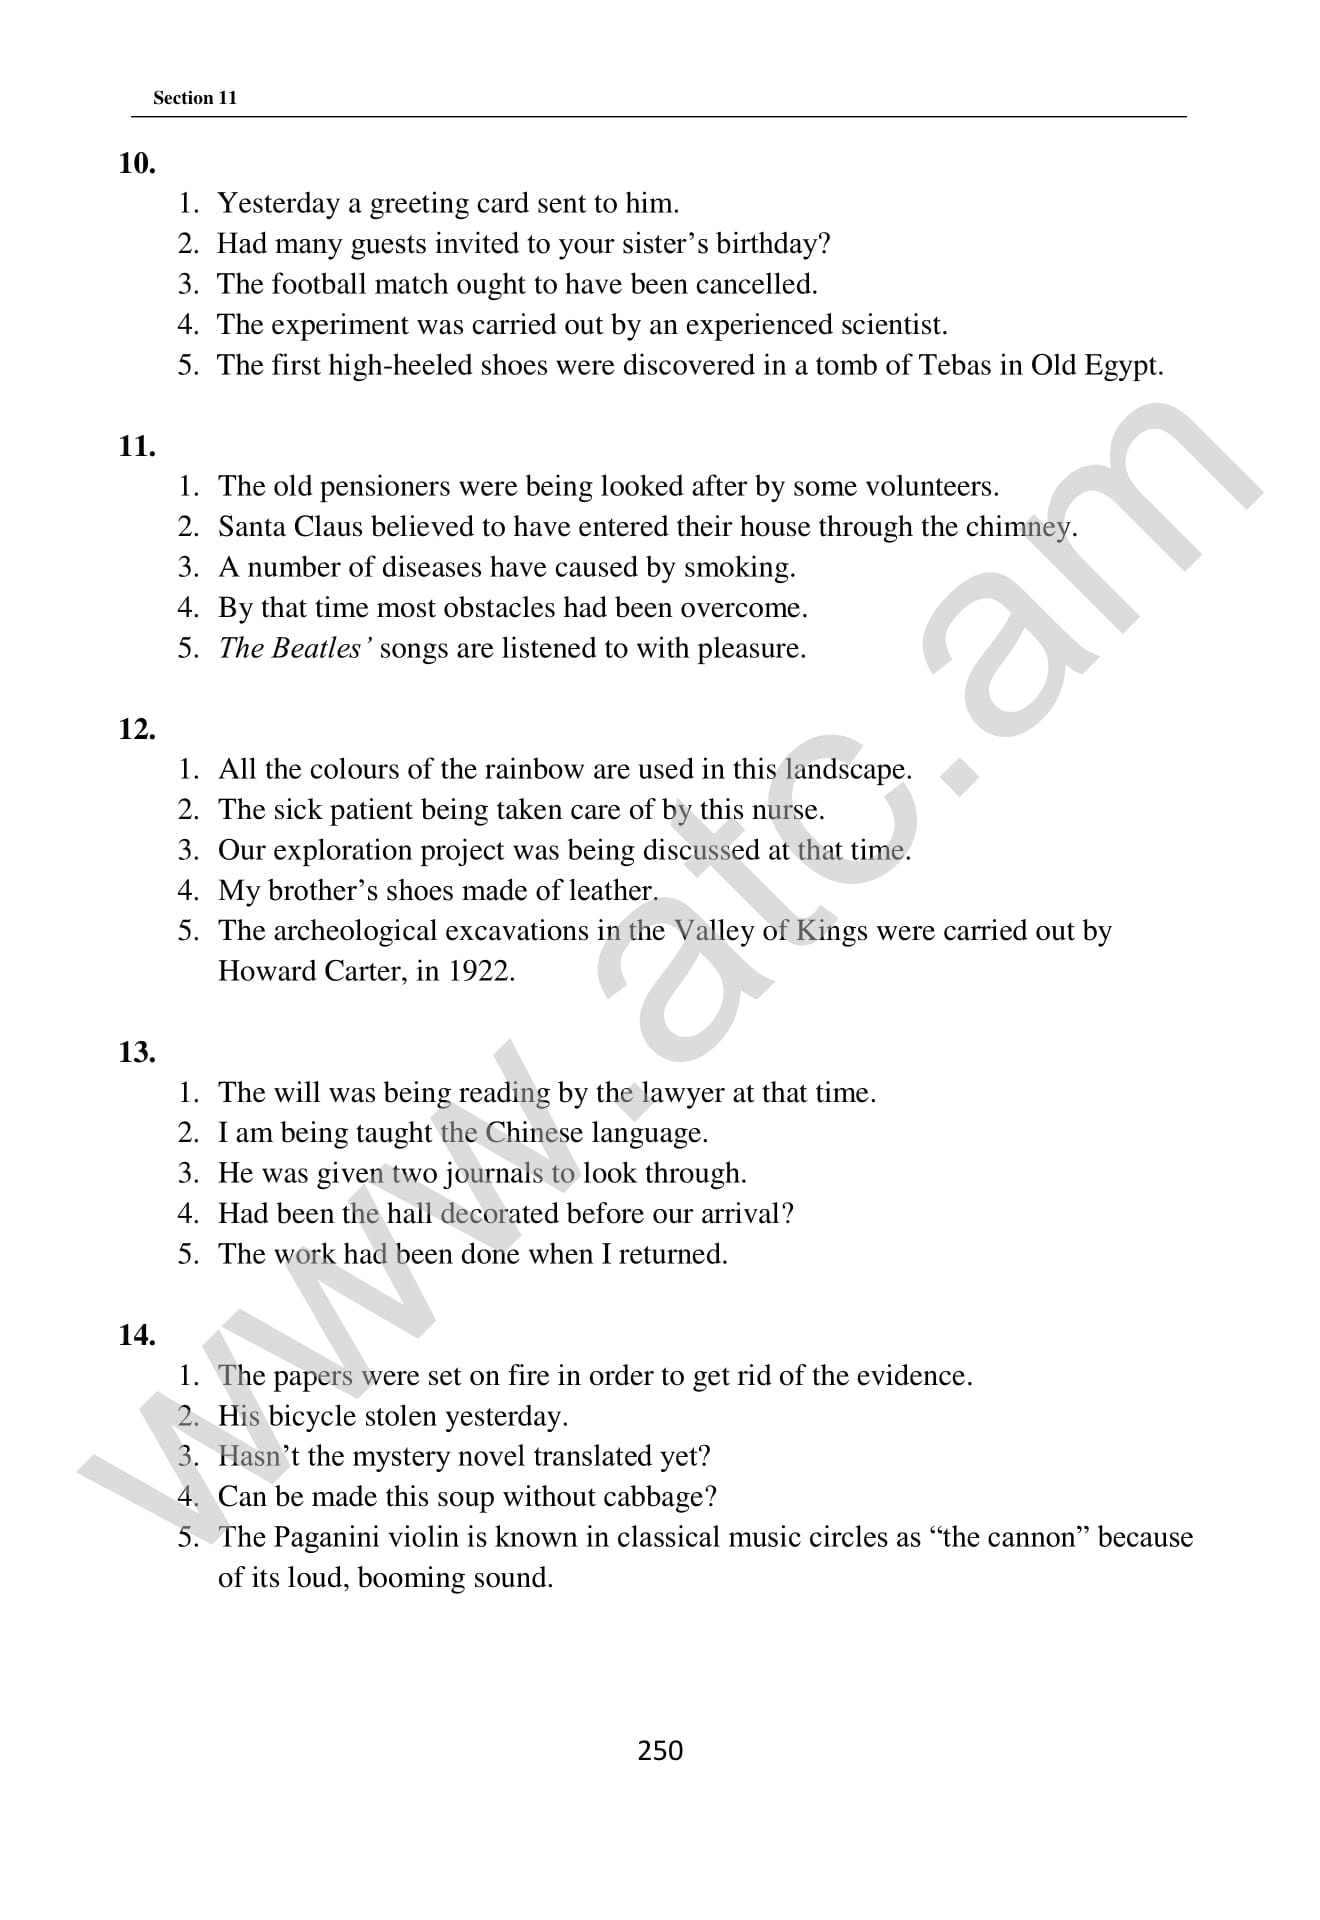 Section 11
10.
1. Yesterday a greeting card sent to him.
2. Had many guests invited to your sister’s birthday?
3. The football match ought to have been cancelled.
4. The experiment was carried out by an experienced scientist.
5. The first high-heeled shoes were discovered in a tomb of Tebas in Old Egypt.
11.
1. The old pensioners were being looked after by some volunteers.
2. Santa Claus believed to have entered their house through the chimney.
3. A number of diseases have caused by smoking.
4. By that time most obstacles had been overcome.
5. The Beatles’ songs are listened to with pleasure.
12.
1. All the colours of the rainbow are used in this landscape.
2. The sick patient being taken care of by this nurse.
3. Our exploration project was being discussed at that time.
4. My brother’s shoes made of leather.
5. The archeological excavations in the Valley of Kings were carried out by
Howard Carter, in 1922.
13.
1. The will was being reading by the lawyer at that time.
2. I am being taught the Chinese language.
3. He was given two journals to look through.
4. Had been the hall decorated before our arrival?
5. The work had been done when I returned.
14.
1. The papers were set on fire in order to get rid of the evidence.
2. His bicycle stolen yesterday.
3. Hasn’t the mystery novel translated yet?
4. Can be made this soup without cabbage?
5. The Paganini violin is known in classical music circles as “the cannon” because
of its loud, booming sound.
250
www.atc.am